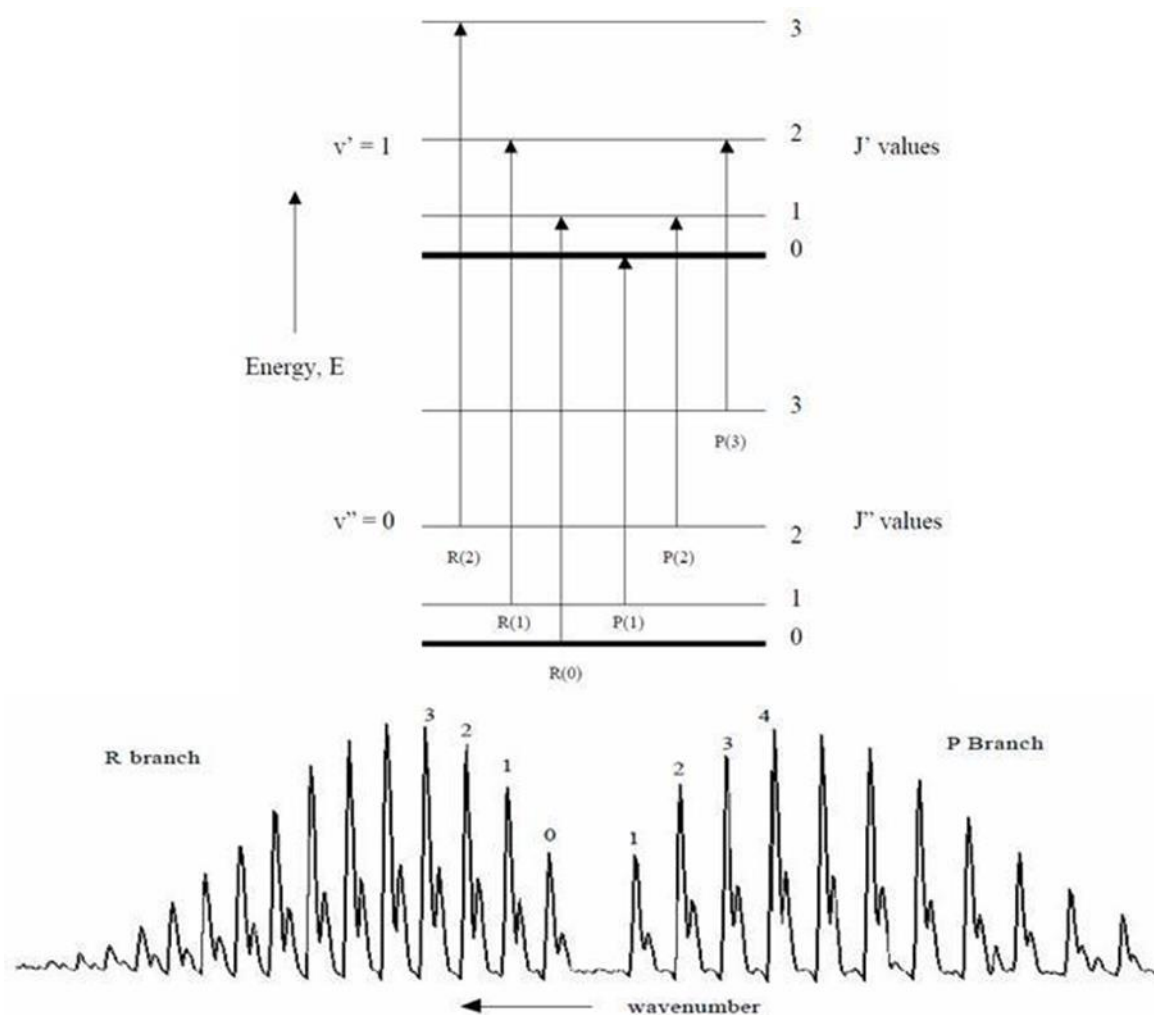 3
v’ = 1
2
J’ values
1
0
Energy, E
3
P(3)
v” = 0
2
J” values
R(2)
P(2)
1
R(1)
P(1)
0
R(0)
R branch
3
2
1
0
1
2
3
4
P Branch
wavenumber